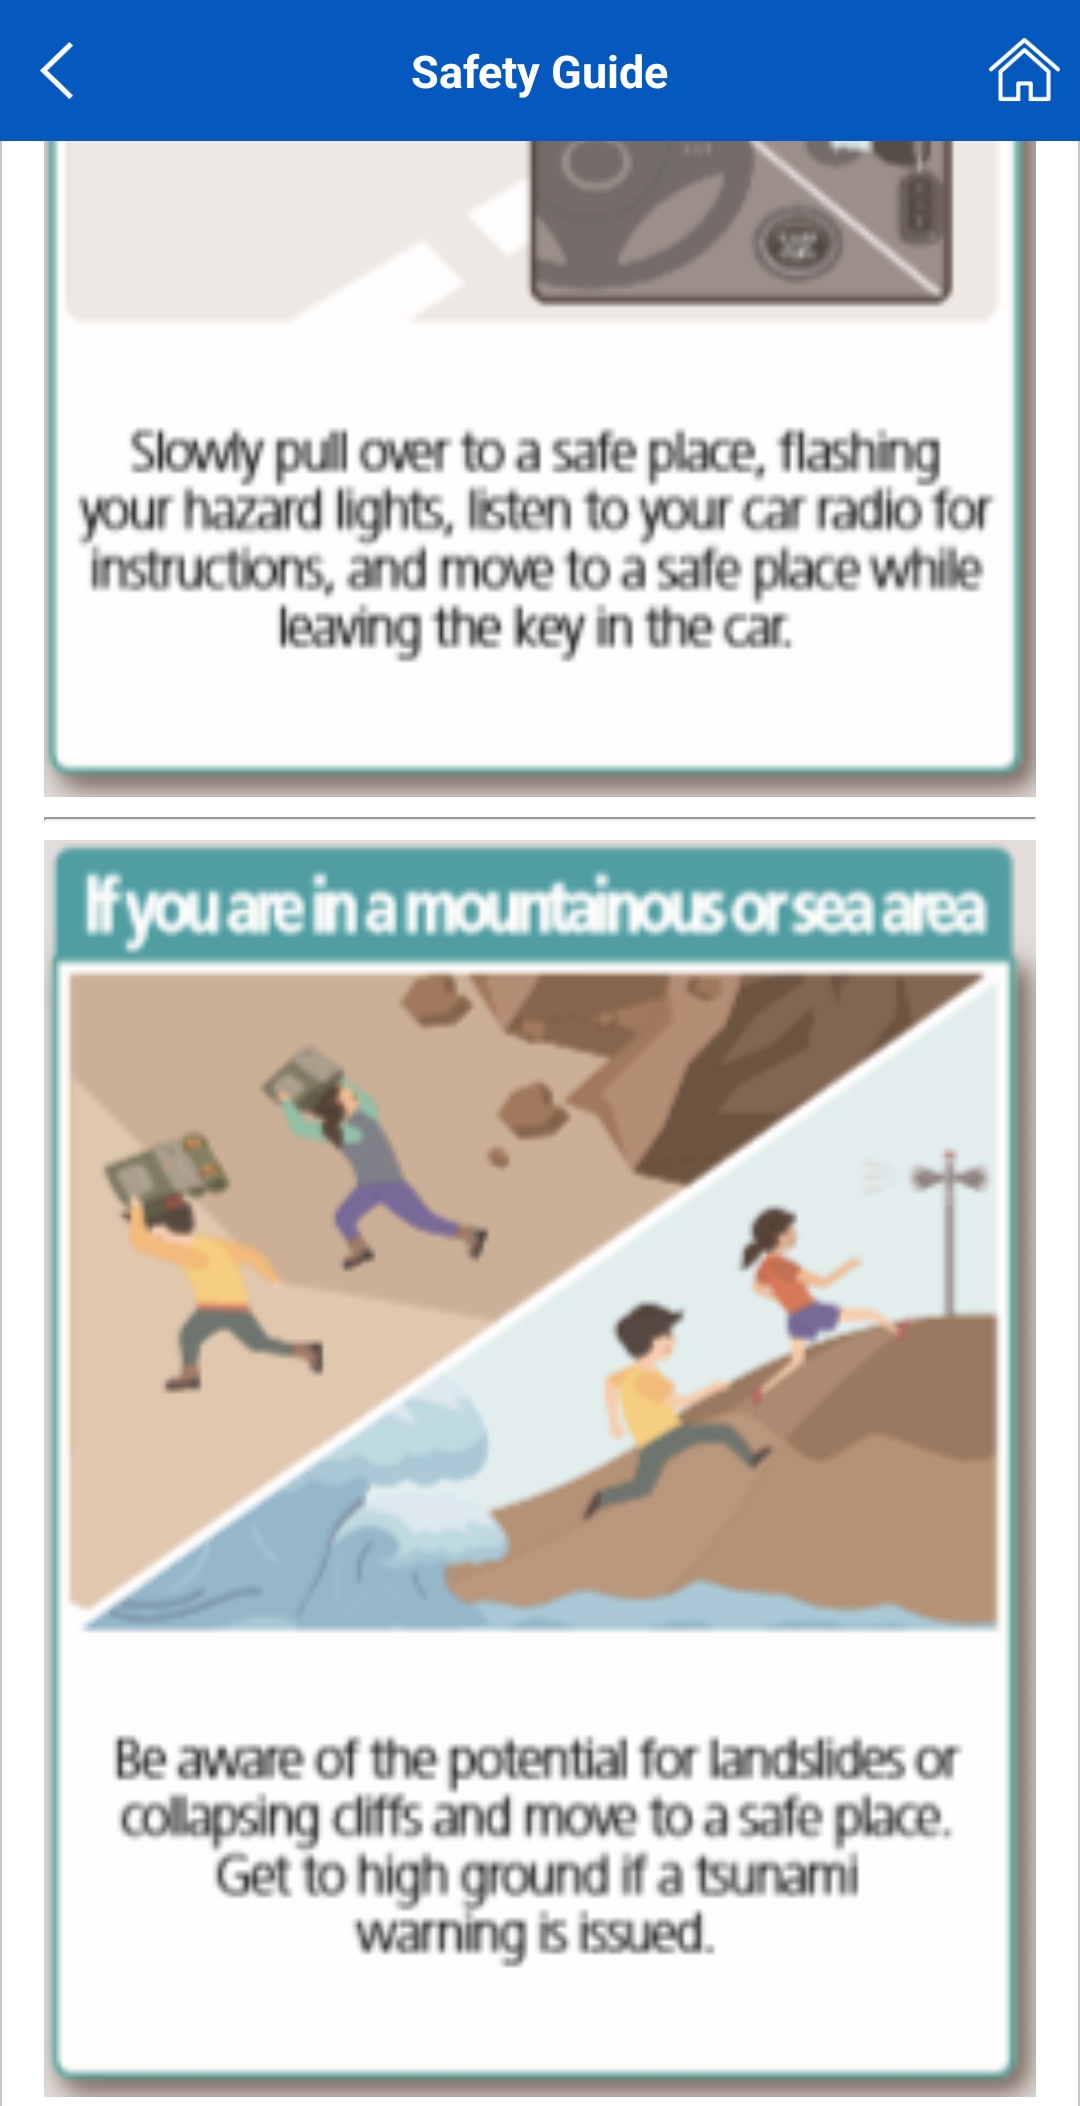 Safety Guide
Slowly pull over to a safe place, flashing
your hazard lights, listen to your car radio for
instructions, and move to a safe place while
leaving the key in the car.
If you are in a mountainous or sea area
Be aware of the potential for landslides or
collapsing cliffs and move to a safe place.
Get to high ground if a tsunami
warning is issued.